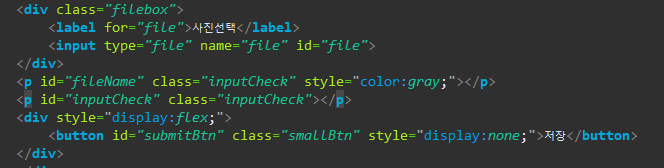 <div class="filebox">
<label for="file">사진선택</label>
<input type="file" name="file" id="file">
</div>
<p id="fileName" class="inputCheck" style="color:gray;"></p>
<p id="inputCheck" class="inputCheck"></p>
<div style="display:flex;">
<button id="submitBtn" class="smallBtn" style="display:none;">저장</button>
</div>